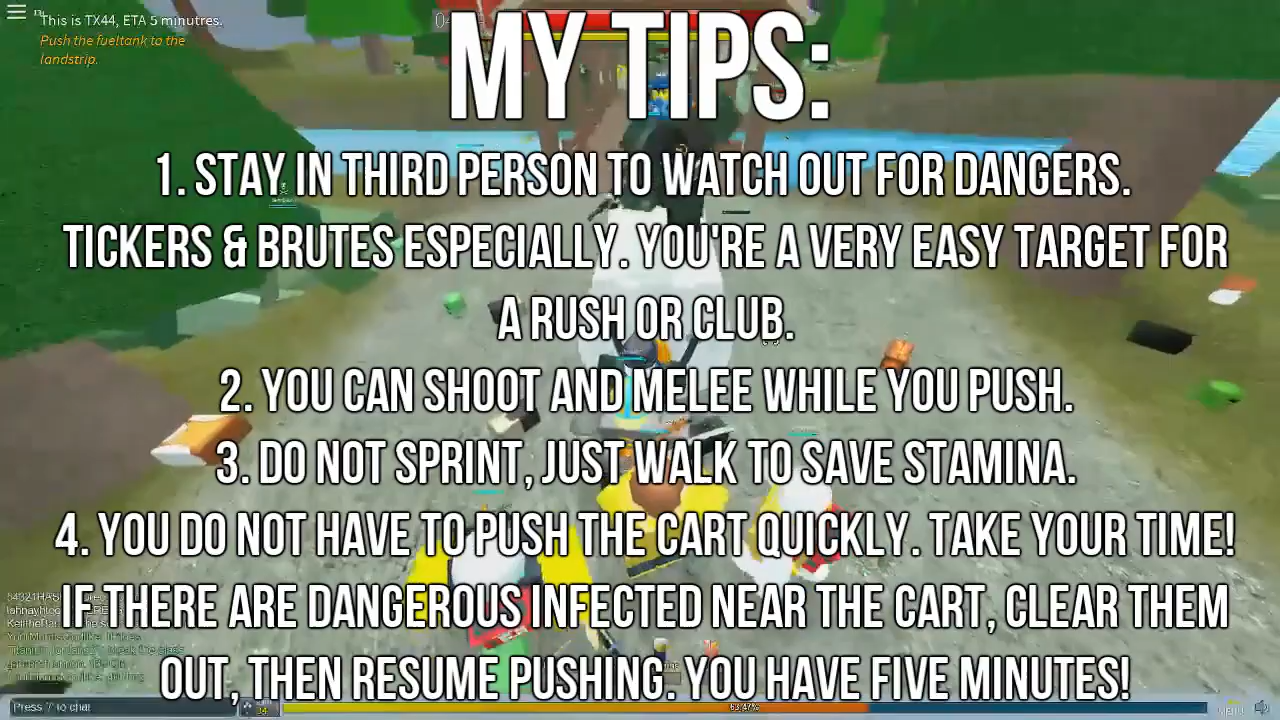 This is TX44, ETA 5 minutres.
Push the fueltank to the
landstrip.
MY TIPS:
1. STAY IN THIRD PERSON TO WATCH OUT FOR DANGERS.
TICKERS & BRUTES ESPECIALLY. YOU'RE A VERY EASY TARGET FOR
A RUSH OR CLUB.
2. YOU CAN SHOOT AND MELEE WHILE YOU PUSH.
3. DO NOT SPRINT, JUST WALK TO SAVE STAMINA.
4. YOU DO NOT HAVE TO PUSH THE CART QUICKLY. TAKE YOUR TIME!
IF THERE ARE DANGEROUS INFECTED NEAR THE CART, CLEAR THEM
OUT, THEN RESUME PUSHING. YOU HAVE FIVE MINUTES!
Press '/' to chat
34
63.47%
MENU